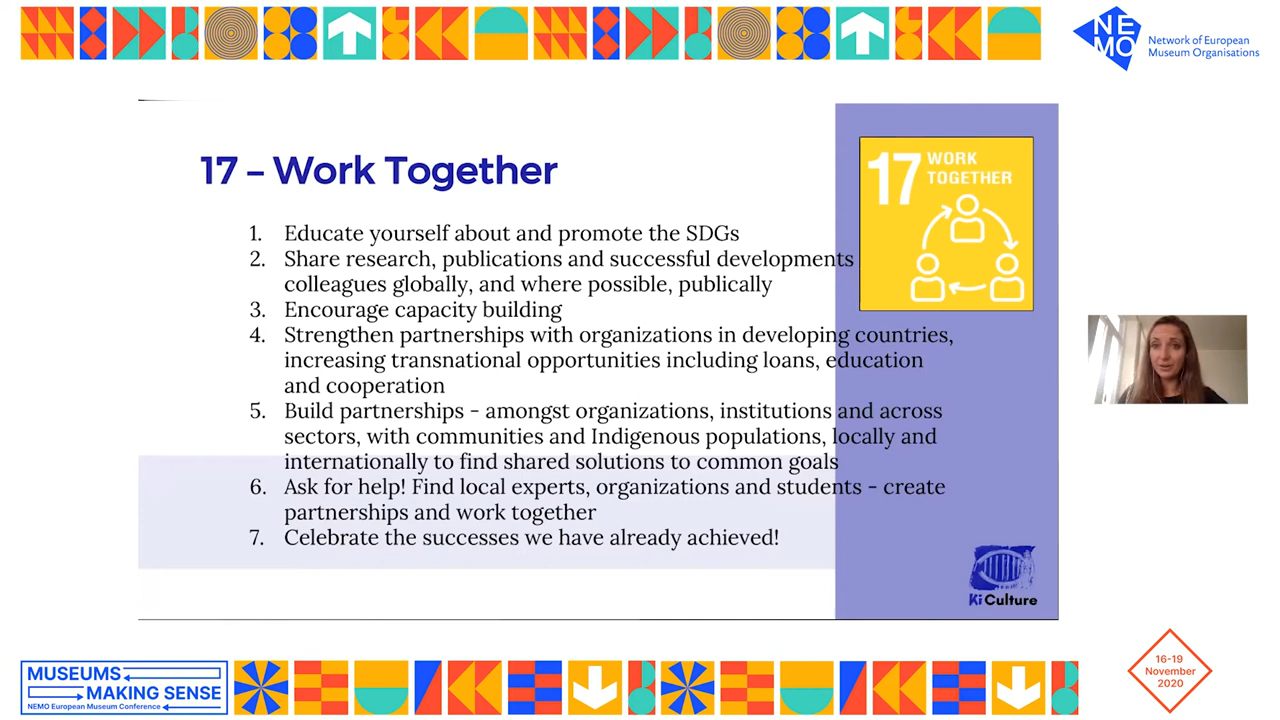 NE
MO
Network of European
Museum Organisations
17 – Work Together
17 WORK
TOGETHER
1. Educate yourself about and promote the SDGs
2. Share research, publications and successful developments
colleagues globally, and where possible, publically
3. Encourage capacity building
4. Strengthen partnerships with organizations in developing countries,
increasing transnational opportunities including loans, education
and cooperation
5. Build partnerships - amongst organizations, institutions and across
sectors, with communities and Indigenous populations, locally and
internationally to find shared solutions to common goals
6. Ask for help! Find local experts, organizations and students - create
partnerships and work together
7. Celebrate the successes we have already achieved!
Ki Culture
MUSEUMS
MAKING SENSE
NEMO European Museum Conference
16-19
November
2020